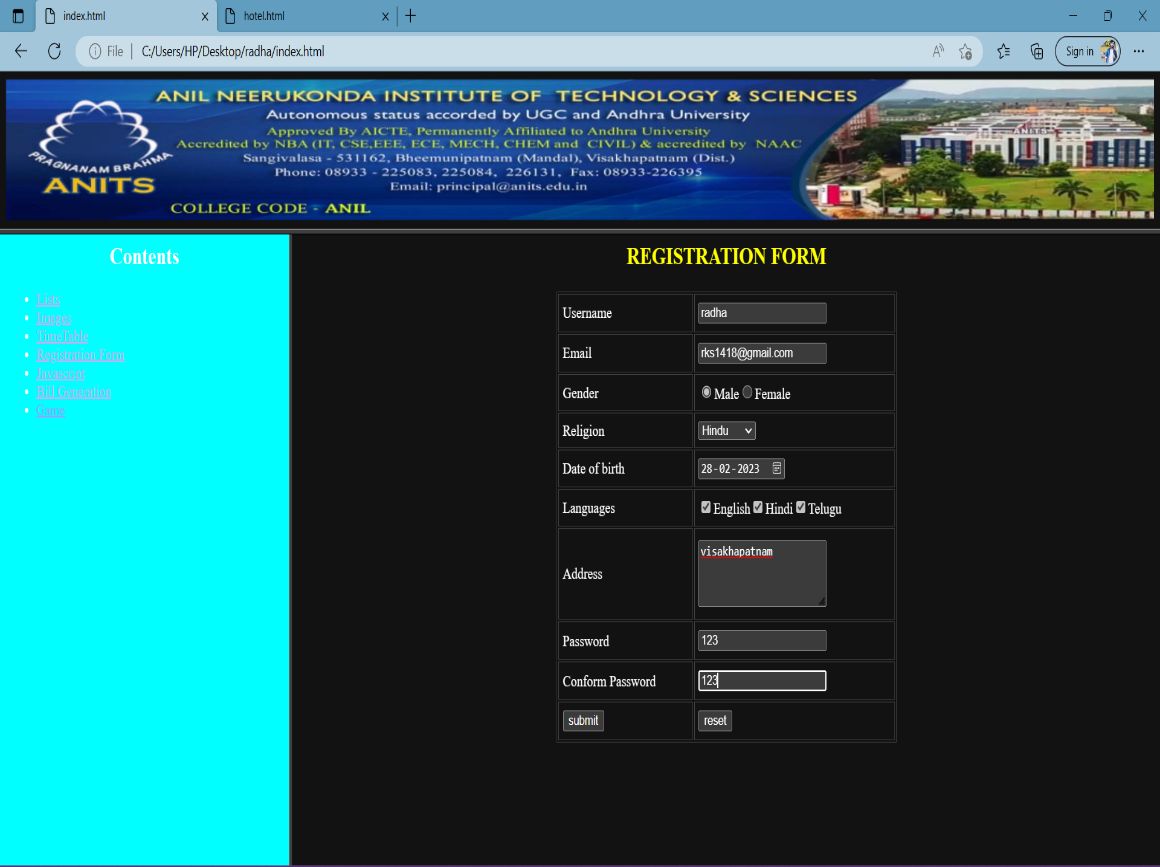 index.html
hotel.html
File
C:/Users/HP/Desktop/radha/index.html
Sign in
ANIL NEERUKONDA INSTITUTE OF TECHNOLOGY & SCIENCES
Autonomous status accorded by UGC and Andhra University
Approved By AICTE, Permanently Affiliated to Andhra University
Accredited by NBA (IT, CSE,EEE, ECE, MECH, CHEM and CIVIL) & accredited by NAAC
Sangivalasa - 531162, Bheemunipatnam (Mandal), Visakhapatnam (Dist.)
Phone: 08933 - 225083, 225084, 226131, Fax: 08933-226395
Email: principal@anits.edu.in
COLLEGE CODE - ANIL
PRAGNANAM BRAHMA
ANITS
ANITS
Contents
Lists
Images
TimeTable
Registration Form
Javascript
Game
REGISTRATION FORM
Username radha
Email rks1418@gmail.com
Gender Male Female
Religion Hindu
Date of birth 28-02-2023
Languages English Hindi Telugu
Address visakhapatnam
Password 123
Conform Password 123
submit reset